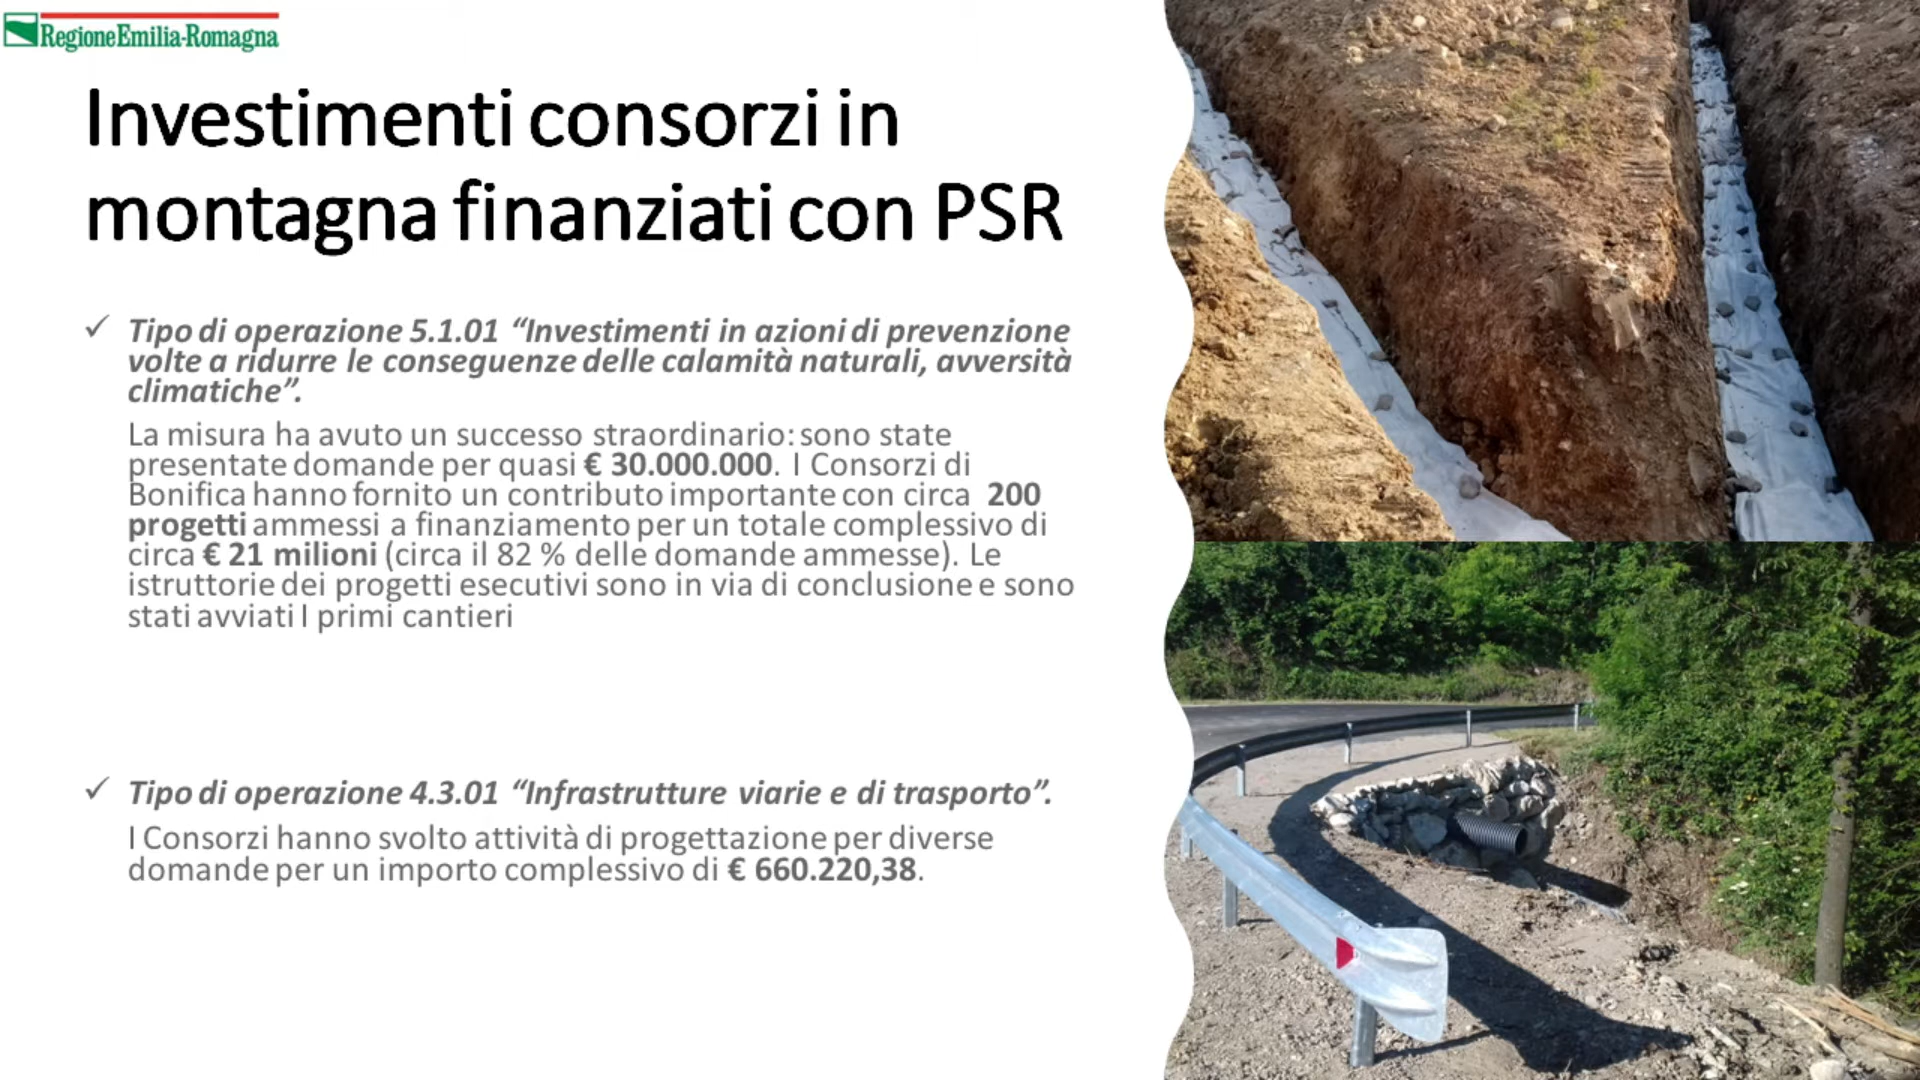 RegioneEmilia-Romagna
Investimenti consorzi in
montagna finanziati con PSR
✓ Tipo di operazione 5.1.01 “Investimenti in azioni di prevenzione
volte a ridurre le conseguenze delle calamità naturali, avversità
climatiche”.
La misura ha avuto un successo straordinario: sono state
presentate domande per quasi € 30.000.000. I Consorzi di
Bonifica hanno fornito un contributo importante con circa 200
progetti ammessi a finanziamento per un totale complessivo di
circa € 21 milioni (circa il 82 % delle domande ammesse). Le
istruttorie dei progetti esecutivi sono in via di conclusione e sono
stati avviati I primi cantieri
✓ Tipo di operazione 4.3.01 “Infrastrutture viarie e di trasporto”.
I Consorzi hanno svolto attività di progettazione per diverse
domande per un importo complessivo di € 660.220,38.